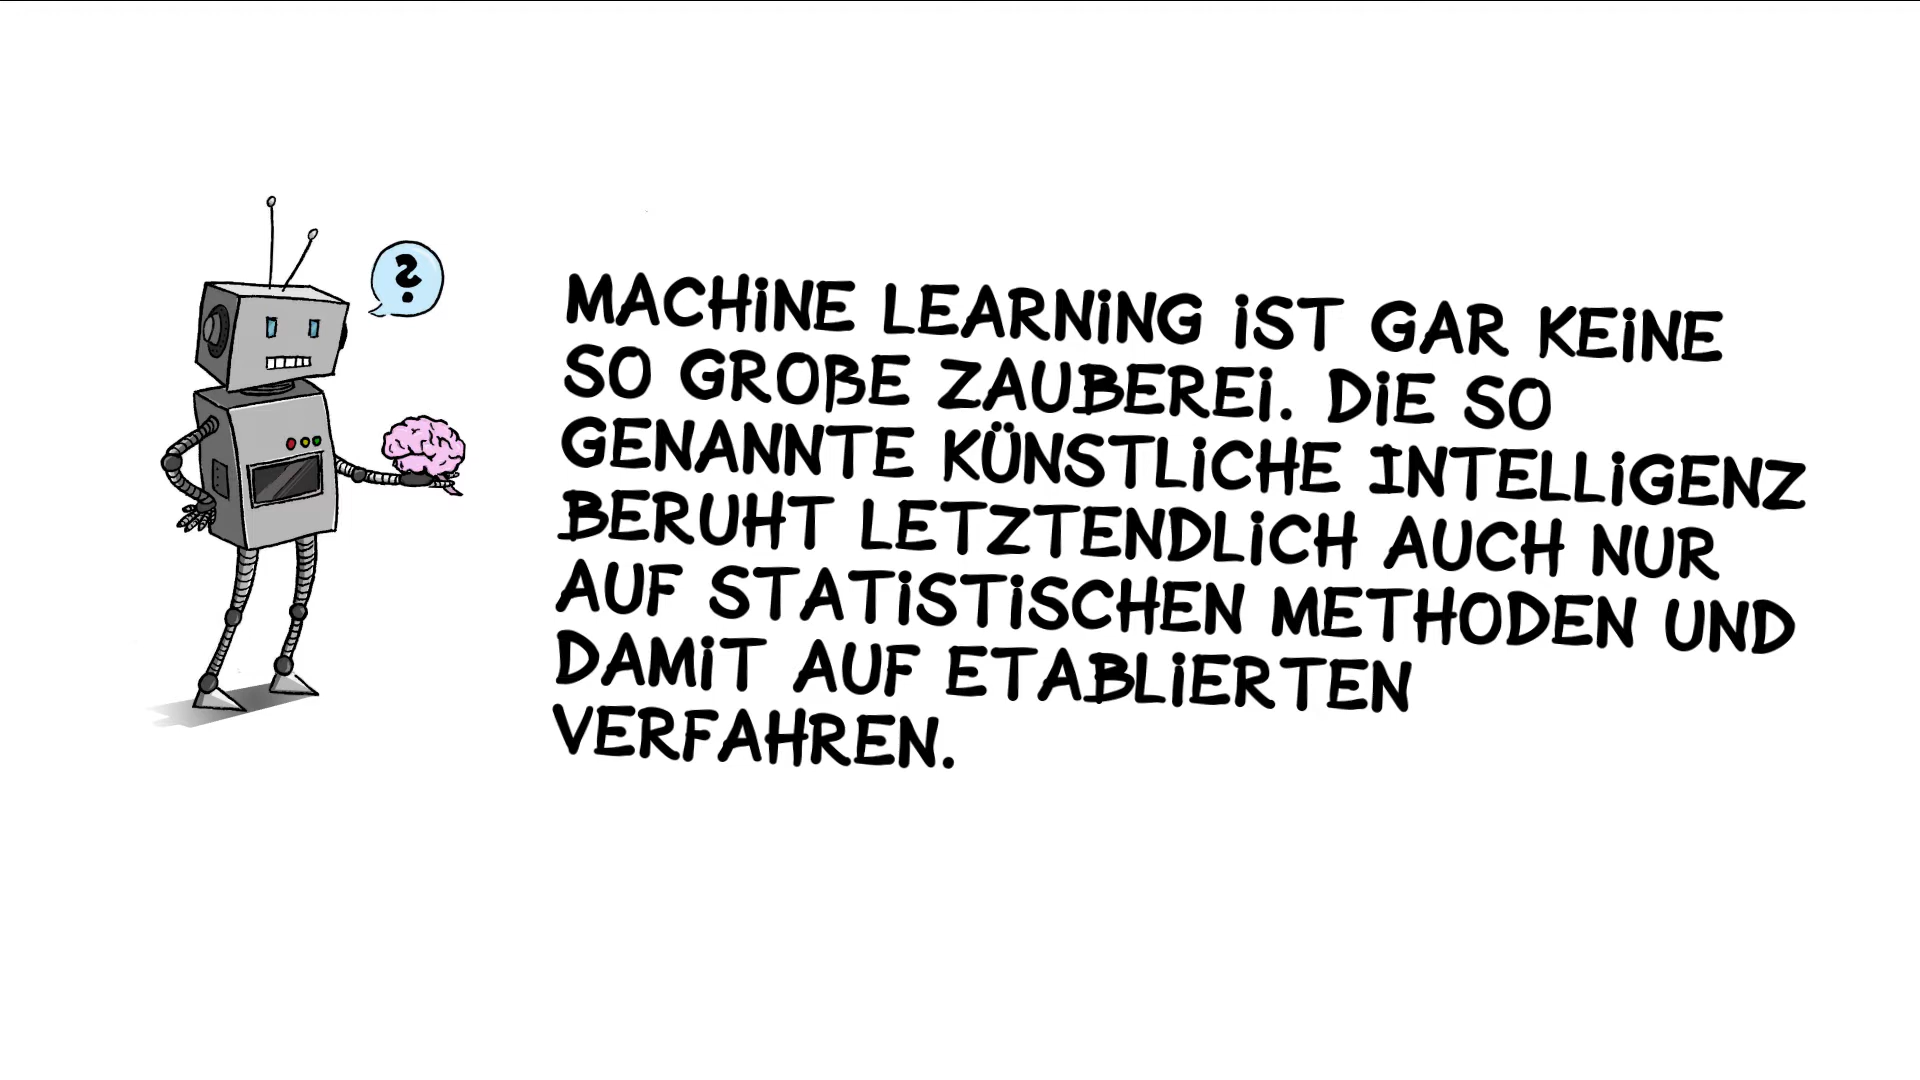 ?
MACHINE LEARNING IST GAR KEINE
SO GROßE ZAUBEREI. DIE SO
GENANNTE KÜNSTLICHE INTELLIGENZ
BERUHT LETZTENDLICH AUCH NUR
AUF STATISTISCHEN METHODEN UND
DAMIT AUF ETABLIERTEN
VERFAHREN.